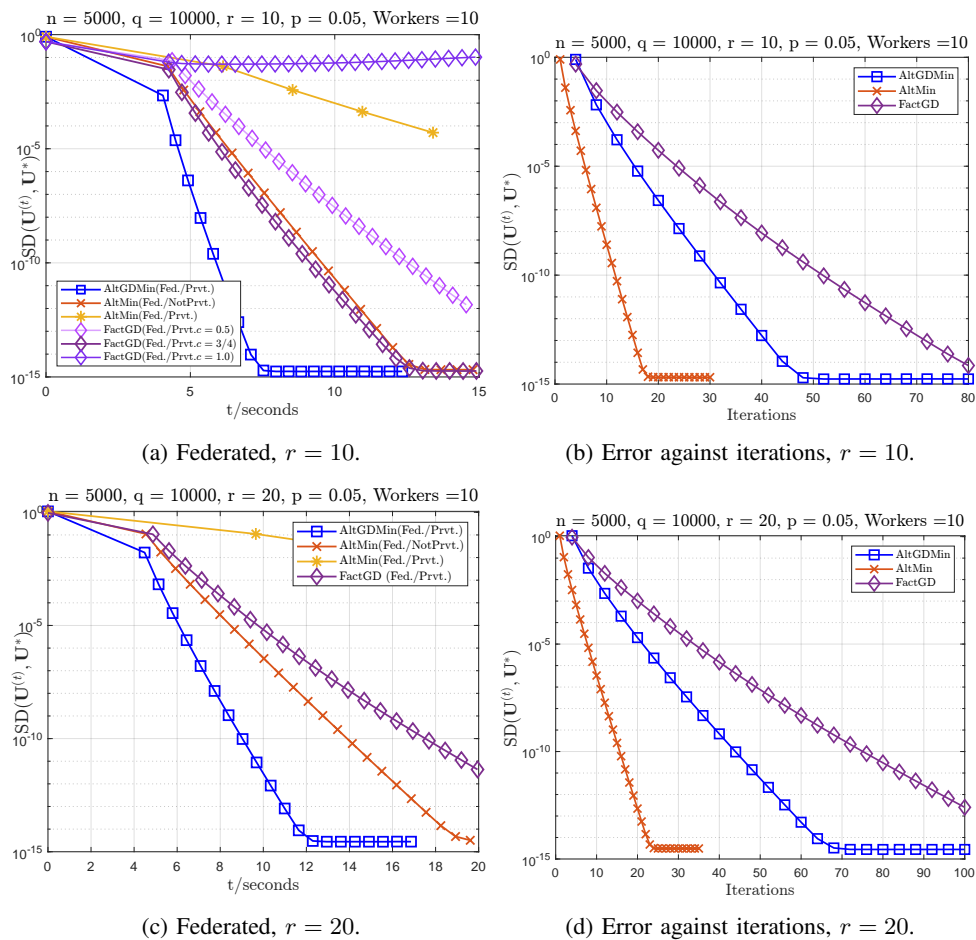 n = 5000, q = 10000, r = 10, p = 0.05, Workers =10
10^0
10^-5
10^-10
10^-15
SD(U^(t), U*)
AltGDMin(Fed./Prvt.)
AltMin(Fed./NotPrvt.)
AltMin(Fed./Prvt.)
FactGD(Fed./Prvt.c = 0.5)
FactGD(Fed./Prvt.c = 3/4)
FactGD(Fed./Prvt.c = 1.0)
0 5 10 15
t/seconds
(a) Federated, r = 10.
n = 5000, q = 10000, r = 10, p = 0.05, Workers =10
10^0
10^-5
10^-10
10^-15
SD(U^(t), U*)
AltGDMin
AltMin
FactGD
0 10 20 30 40 50 60 70 80
Iterations
(b) Error against iterations, r = 10.
n = 5000, q = 10000, r = 20, p = 0.05, Workers =10
10^0
10^-5
10^-10
10^-15
SD(U^(t), U*)
AltGDMin(Fed./Prvt.)
AltMin(Fed./NotPrvt.)
AltMin(Fed./Prvt.)
FactGD (Fed./Prvt.)
0 2 4 6 8 10 12 14 16 18 20
t/seconds
(c) Federated, r = 20.
n = 5000, q = 10000, r = 20, p = 0.05, Workers =10
10^0
10^-5
10^-10
10^-15
SD(U^(t), U*)
AltGDMin
AltMin
FactGD
0 10 20 30 40 50 60 70 80 90 100
Iterations
(d) Error against iterations, r = 20.